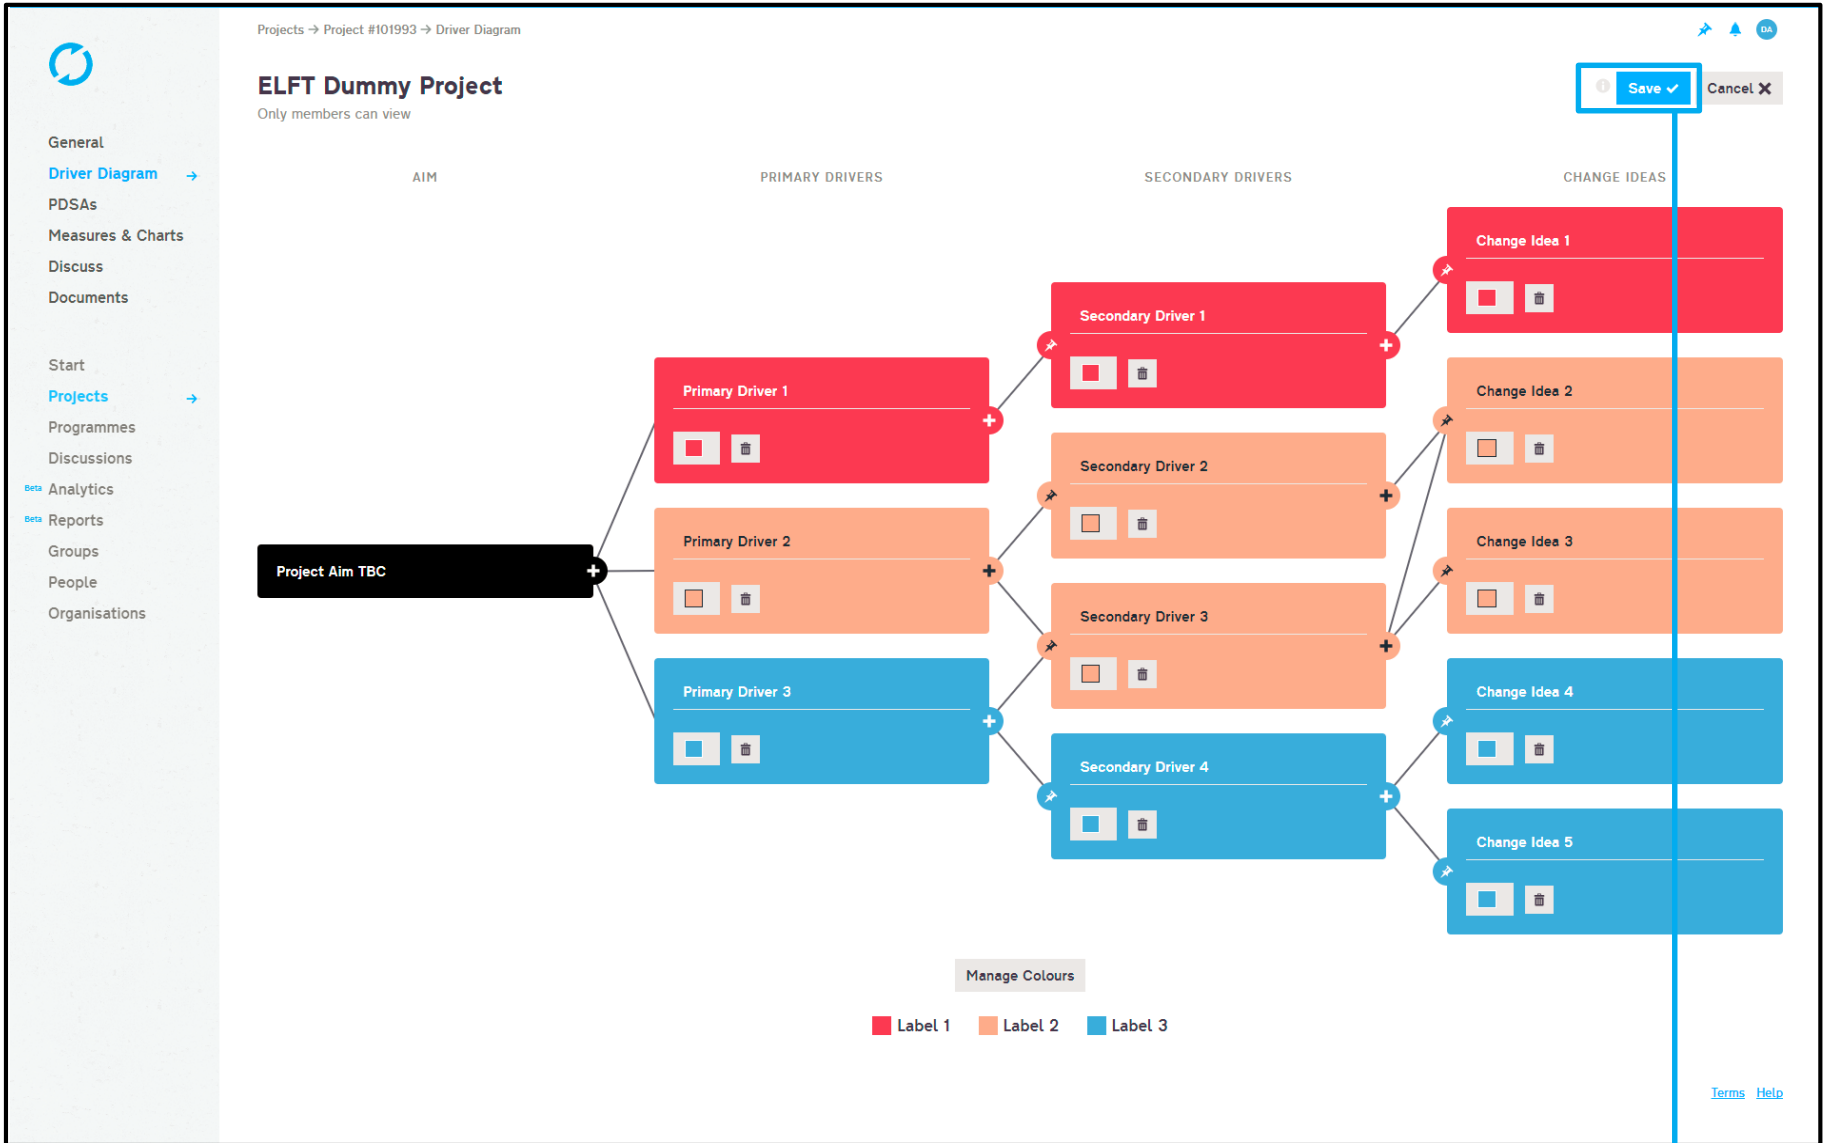 Projects → Project #101993 → Driver Diagram
DA
ELFT Dummy Project
Only members can view
Save ✓
Cancel ✕
General
Driver Diagram →
PDSAs
Measures & Charts
Discuss
Documents
Start
Projects →
Programmes
Discussions
Beta Analytics
Beta Reports
Groups
People
Organisations
AIM
PRIMARY DRIVERS
SECONDARY DRIVERS
CHANGE IDEAS
Project Aim TBC
Primary Driver 1
Primary Driver 2
Primary Driver 3
Secondary Driver 1
Secondary Driver 2
Secondary Driver 3
Secondary Driver 4
Change Idea 1
Change Idea 2
Change Idea 3
Change Idea 4
Change Idea 5
Manage Colours
Label 1 Label 2 Label 3
Terms Help